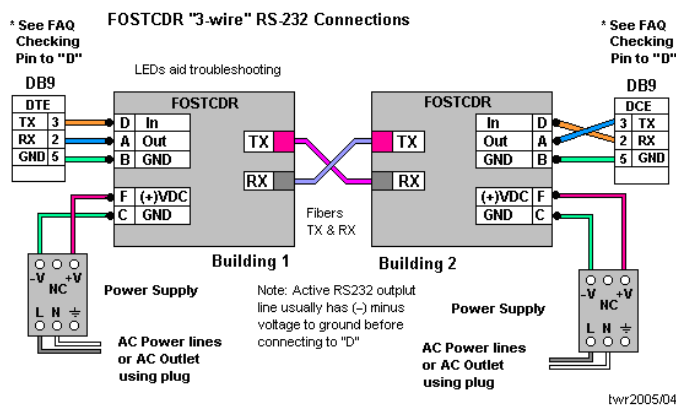 FOSTCDR "3-wire" RS-232 Connections
* See FAQ
Checking
Pin to "D"
DB9
DTE
TX 3
RX 2
GND 5
LEDs aid troubleshooting
FOSTCDR
D In
A Out
B GND
F (+)VDC
C GND
TX
RX
Building 1
Fibers
TX & RX
FOSTCDR
TX
RX
In D
Out A
GND B
(+)VDC F
GND C
Building 2
* See FAQ
Checking
Pin to "D"
DB9
DCE
3 TX
2 RX
5 GND
-V +V
NC
L N ⏚
Power Supply
AC Power lines
or AC Outlet
using plug
Note: Active RS232 outplut
line usually has (–) minus
voltage to ground before
connecting to "D"
Power Supply
-V +V
NC
L N ⏚
AC Power lines
or AC Outlet
using plug
twr2005/04